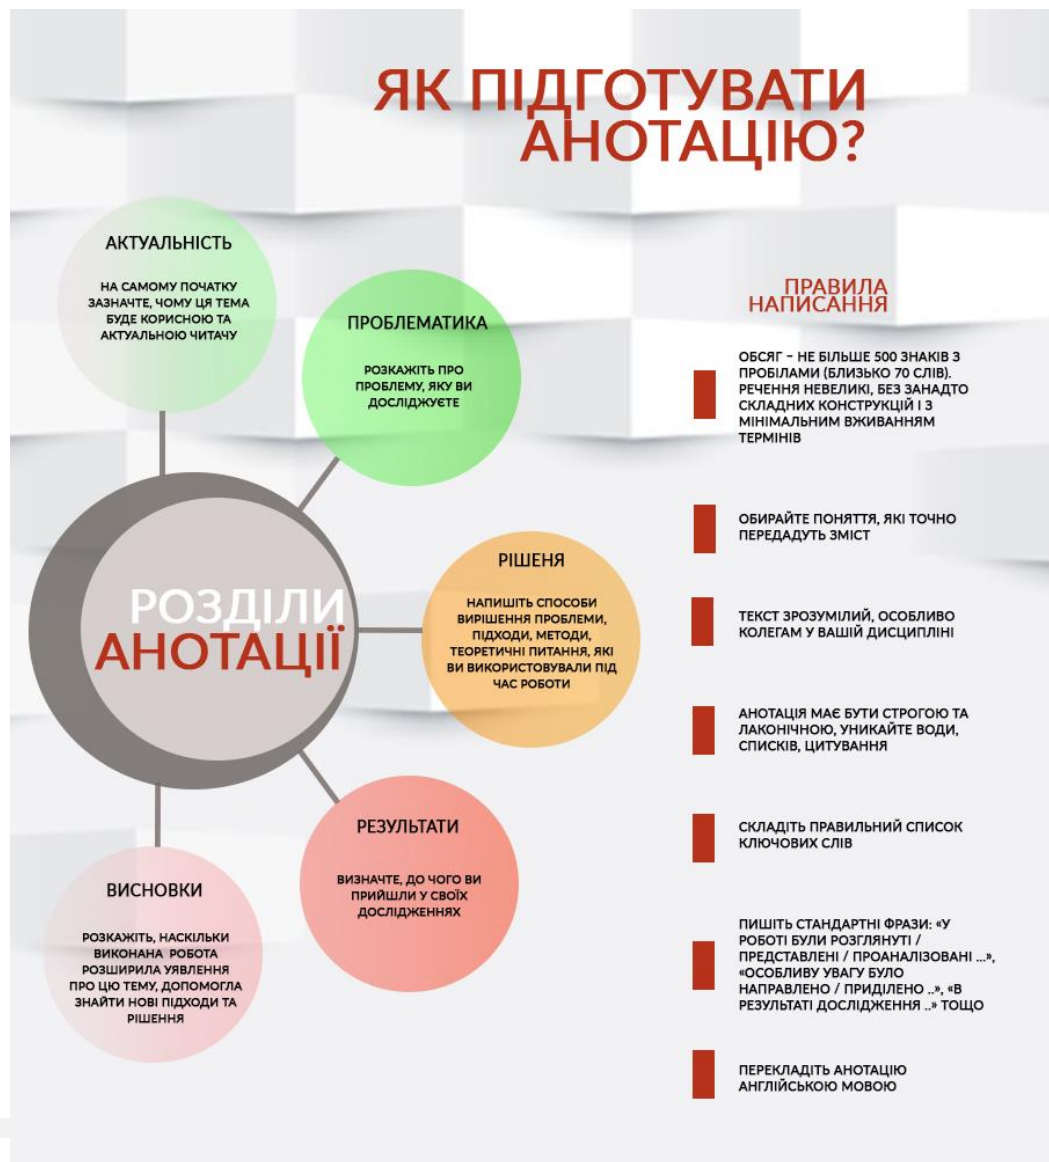 ЯК ПІДГОТУВАТИ
АНОТАЦІЮ?
АКТУАЛЬНІСТЬ
НА САМОМУ ПОЧАТКУ
ЗАЗНАЧТЕ, ЧОМУ ЦЯ ТЕМА
БУДЕ КОРИСНОЮ ТА
АКТУАЛЬНОЮ ЧИТАЧУ
ПРОБЛЕМАТИКА
РОЗКАЖІТЬ ПРО
ПРОБЛЕМУ, ЯКУ ВИ
ДОСЛІДЖУЄТЕ
РОЗДІЛИ
АНОТАЦІЇ
РІШЕНЯ
НАПИШІТЬ СПОСОБИ
ВИРІШЕННЯ ПРОБЛЕМИ,
ПІДХОДИ, МЕТОДИ,
ТЕОРЕТИЧНІ ПИТАННЯ, ЯКІ
ВИ ВИКОРИСТОВУВАЛИ ПІД
ЧАС РОБОТИ
РЕЗУЛЬТАТИ
ВИЗНАЧТЕ, ДО ЧОГО ВИ
ПРИЙШЛИ У СВОЇХ
ДОСЛІДЖЕННЯХ
ВИСНОВКИ
РОЗКАЖІТЬ, НАСКІЛЬКИ
ВИКОНАНА РОБОТА
РОЗШИРИЛА УЯВЛЕННЯ
ПРО ЦЮ ТЕМУ, ДОПОМОГЛА
ЗНАЙТИ НОВІ ПІДХОДИ ТА
РІШЕННЯ
ПРАВИЛА
НАПИСАННЯ
ОБСЯГ – НЕ БІЛЬШЕ 500 ЗНАКІВ З
ПРОБІЛАМИ (БЛИЗЬКО 70 СЛІВ).
РЕЧЕННЯ НЕВЕЛИКІ, БЕЗ ЗАНАДТО
СКЛАДНИХ КОНСТРУКЦІЙ І З
МІНІМАЛЬНИМ ВЖИВАННЯМ
ТЕРМІНІВ
ОБИРАЙТЕ ПОНЯТТЯ, ЯКІ ТОЧНО
ПЕРЕДАДУТЬ ЗМІСТ
ТЕКСТ ЗРОЗУМІЛИЙ, ОСОБЛИВО
КОЛЕГАМ У ВАШІЙ ДИСЦИПЛІНІ
АНОТАЦІЯ МАЄ БУТИ СТРОГОЮ ТА
ЛАКОНІЧНОЮ, УНИКАЙТЕ ВОДИ,
СПИСКІВ, ЦИТУВАННЯ
СКЛАДІТЬ ПРАВИЛЬНИЙ СПИСОК
КЛЮЧОВИХ СЛІВ
ПИШІТЬ СТАНДАРТНІ ФРАЗИ: «У
РОБОТІ БУЛИ РОЗГЛЯНУТІ /
ПРЕДСТАВЛЕНІ / ПРОАНАЛІЗОВАНІ ...»,
«ОСОБЛИВУ УВАГУ БУЛО
НАПРАВЛЕНО / ПРИДІЛЕНО ..», «В
РЕЗУЛЬТАТІ ДОСЛІДЖЕННЯ ..» ТОЩО
ПЕРЕКЛАДІТЬ АНОТАЦІЮ
АНГЛІЙСЬКОЮ МОВОЮ